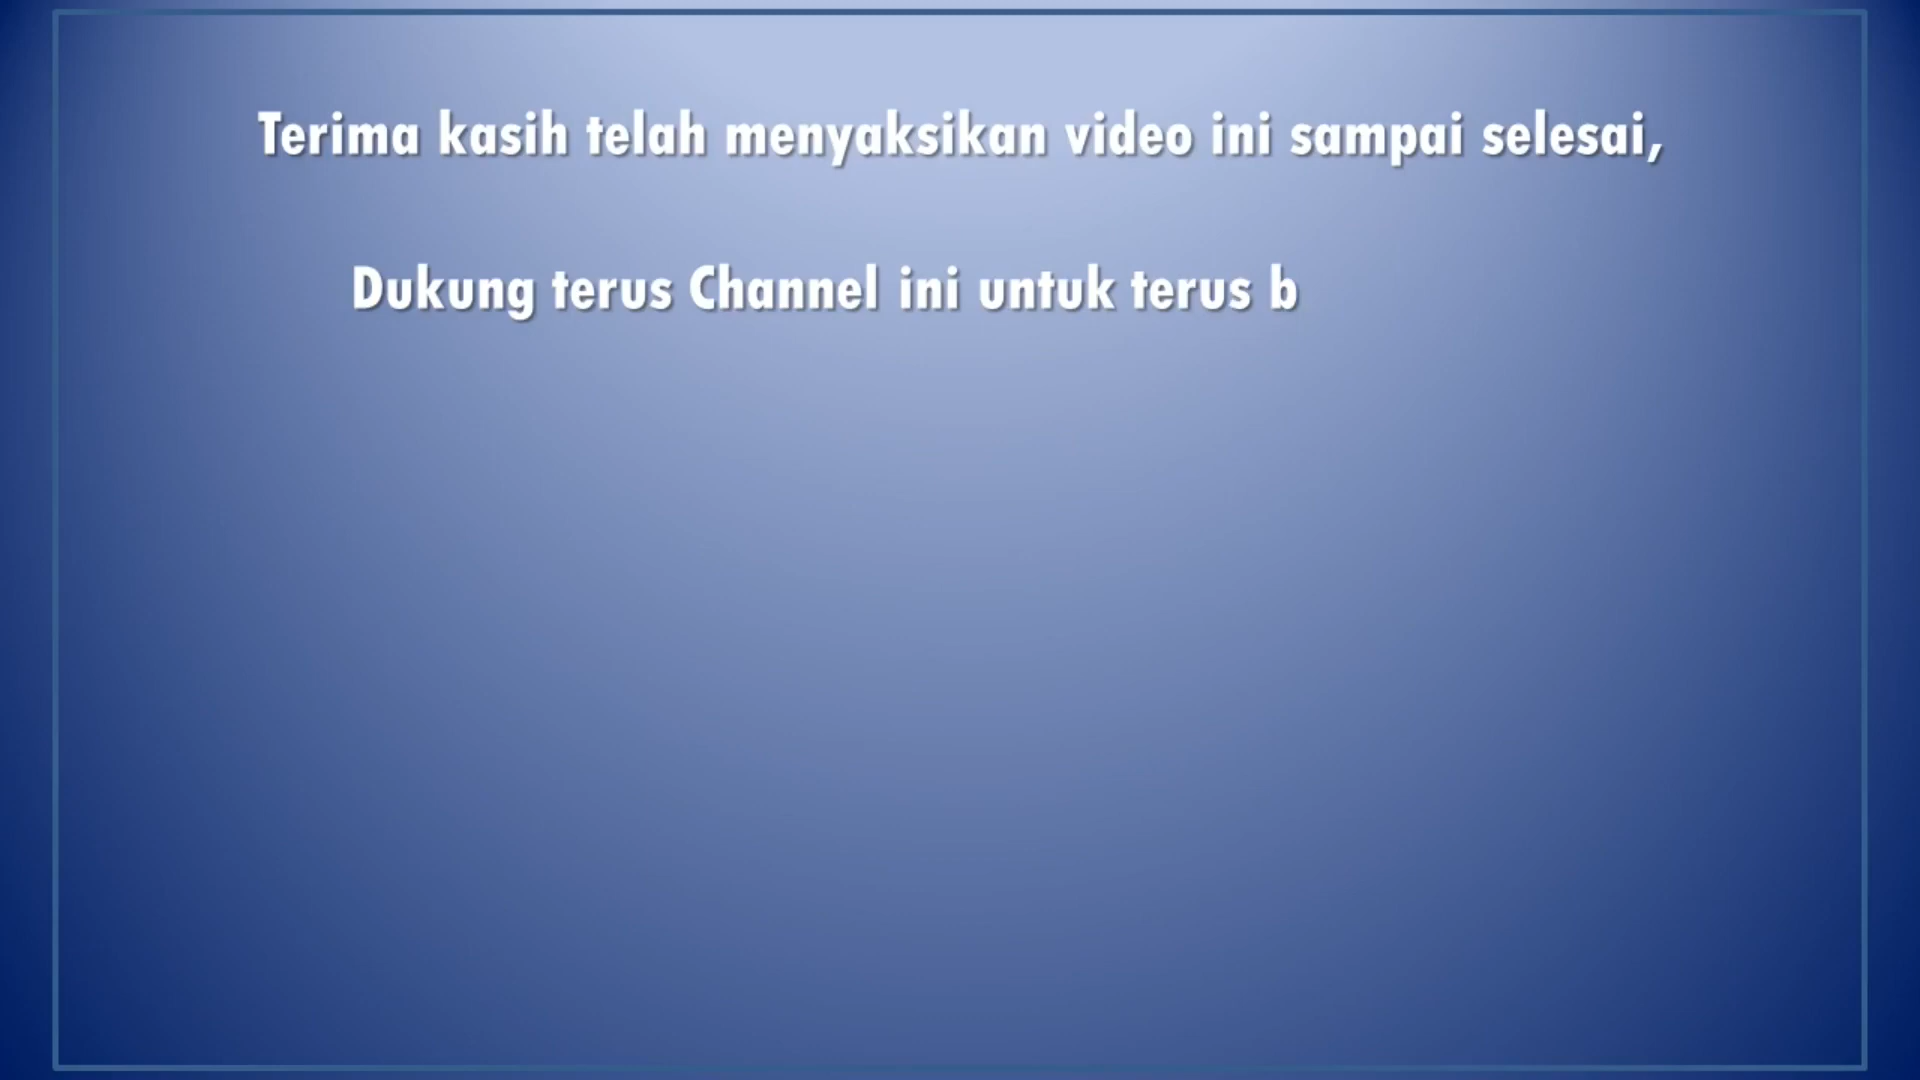 Terima kasih telah menyaksikan video ini sampai selesai,
Dukung terus Channel ini untuk terus b